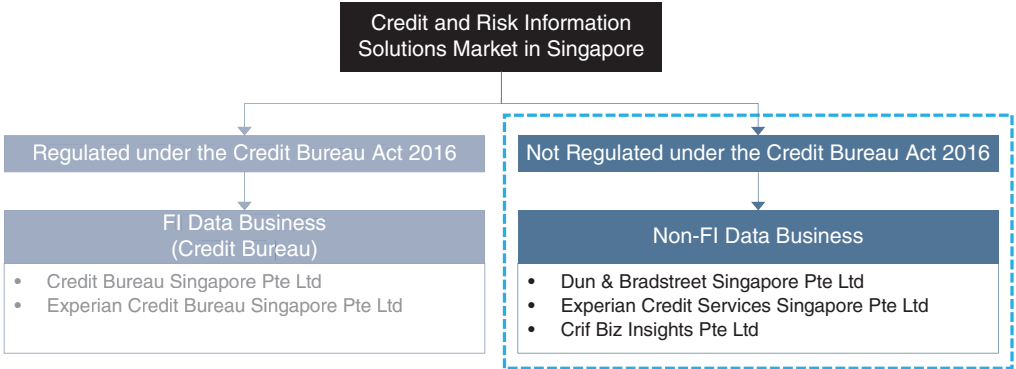 Credit and Risk Information
Solutions Market in Singapore
Regulated under the Credit Bureau Act 2016
Not Regulated under the Credit Bureau Act 2016
FI Data Business
(Credit Bureau)
• Credit Bureau Singapore Pte Ltd
• Experian Credit Bureau Singapore Pte Ltd
Non-FI Data Business
• Dun & Bradstreet Singapore Pte Ltd
• Experian Credit Services Singapore Pte Ltd
• Crif Biz Insights Pte Ltd